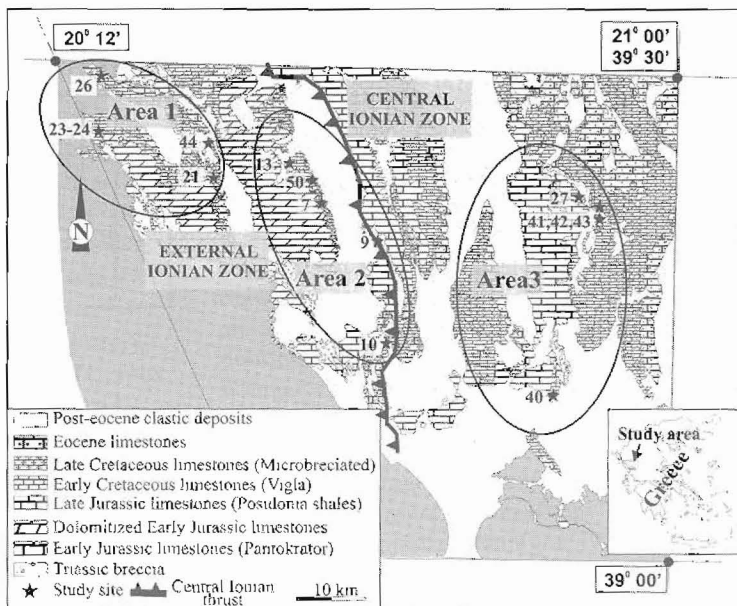 20° 12'
21° 00'
39° 30'
26
Area 1
CENTRAL
IONIAN ZONE
23-24
44
13
21
50
7
27
41,42,43
N
9
EXTERNAL
IONIAN ZONE
Area 2
Area3
10
40
Post-eocene clastic deposits
Eocene limestones
Late Cretaceous limestones (Microbreciated)
Early Cretaceous limestones (Vigla)
Late Jurassic limestones (Posidonia shales)
Dolomitized Early Jurassic limestones
Early Jurassic limestones (Pantokrator)
Triassic breccia
Study site
Central Ionian
thrust
10 km
Study area
Greece
39° 00'